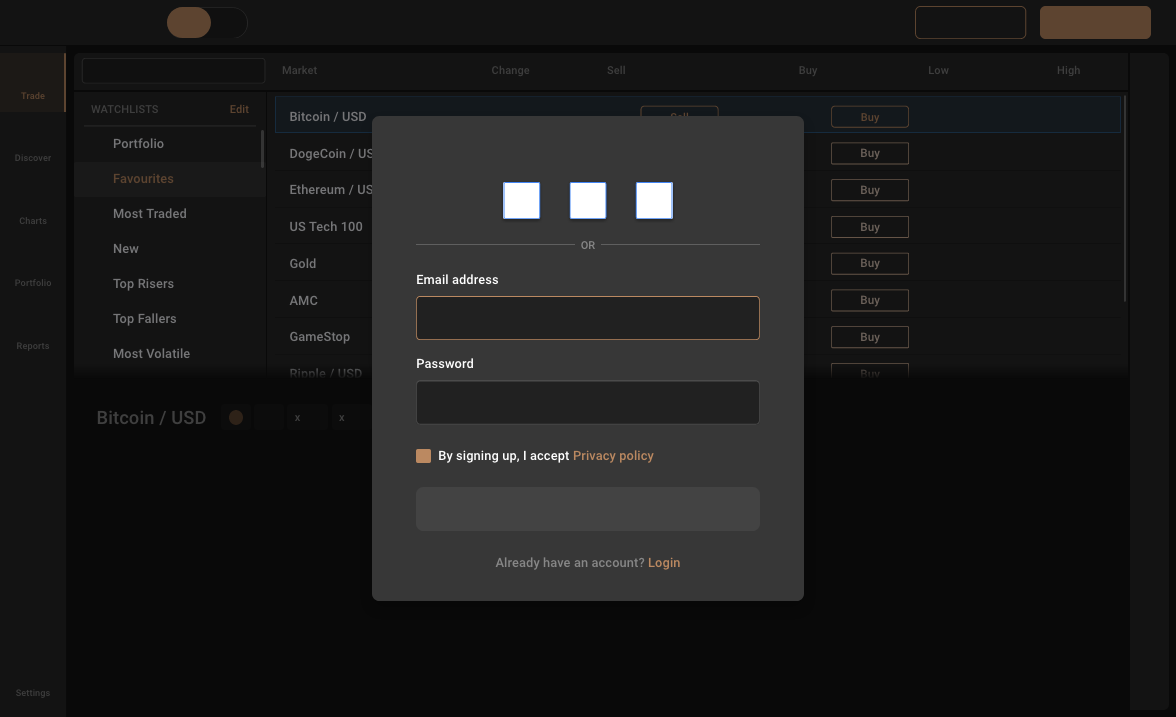 Market Change Sell Buy Low High
Trade
WATCHLISTS Edit
Portfolio
Favourites
Most Traded
New
Top Risers
Top Fallers
Most Volatile
Discover
Charts
Portfolio
Reports
Settings
Bitcoin / USD Sell Buy
DogeCoin / US Buy
Ethereum / US Buy
US Tech 100 Buy
Gold Buy
AMC Buy
GameStop Buy
Ripple / USD Buy
Bitcoin / USD x x
OR
Email address
Password
By signing up, I accept Privacy policy
Already have an account? Login